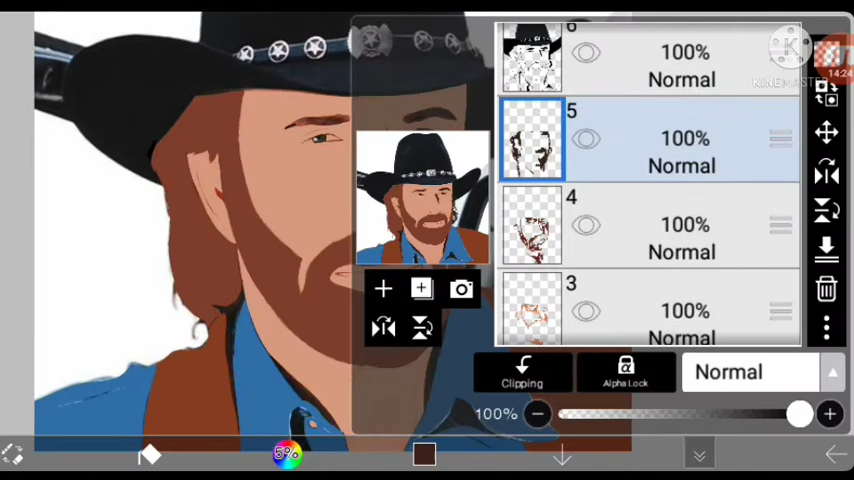 6
100%
Normal
K
KINEMASTER
14:24
5
100%
Normal
4
100%
Normal
3
100%
Normal
Clipping
α
Alpha Lock
Normal
100%
5%